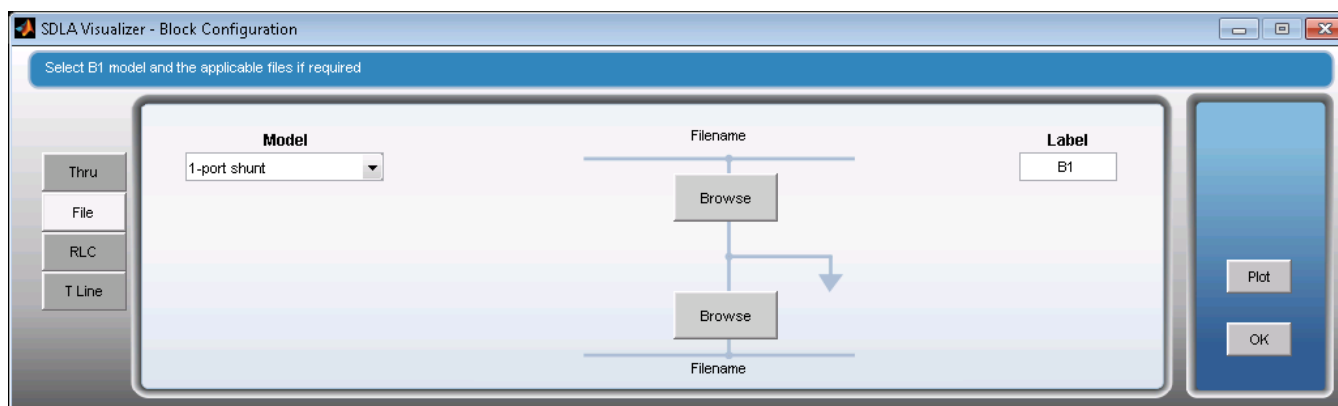 SDLA Visualizer - Block Configuration
Select B1 model and the applicable files if required
Thru
File
RLC
T Line
Model
1-port shunt
Filename
Browse
Browse
Filename
Label
B1
Plot
OK